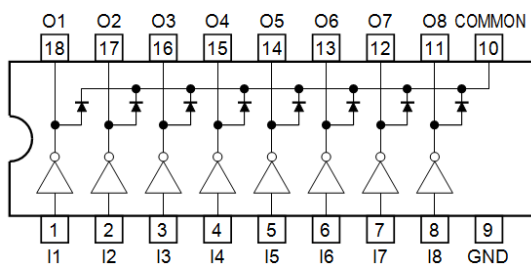 O1 O2 O3 O4 O5 O6 O7 O8 COMMON
18 17 16 15 14 13 12 11 10
1 2 3 4 5 6 7 8 9
I1 I2 I3 I4 I5 I6 I7 I8 GND